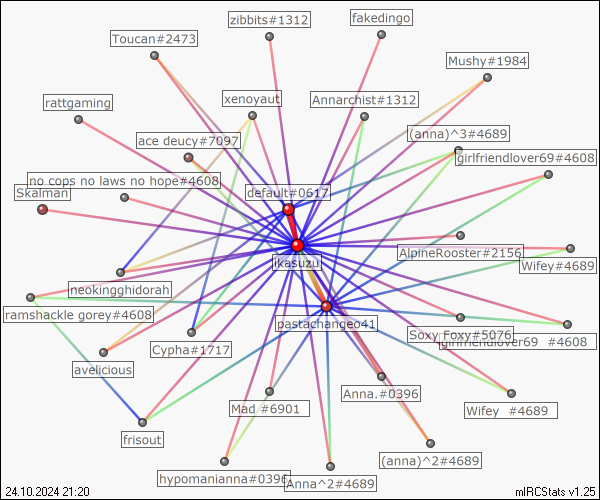 zibbits#1312
fakedingo
Toucan#2473
Mushy#1984
rattgaming
xenoyaut
Annarchist#1312
ace deucy#7097
(anna)^3#4689
girlfriendlover69#4608
no cops no laws no hope#4608
default#0617
Skalman
AlpineRooster#2156
ikasuzu
Wifey#4689
neokingghidorah
ramshackle gorey#4608
pastachangeo41
Soxy Foxy#5076
girlfriendlover69 #4608
Cypha#1717
avelicious
Anna.#0396
Mad #6901
Wifey #4689
frisout
(anna)^2#4689
hypomanianna#0396
Anna^2#4689
24.10.2024 21:20
mIRCStats v1.25